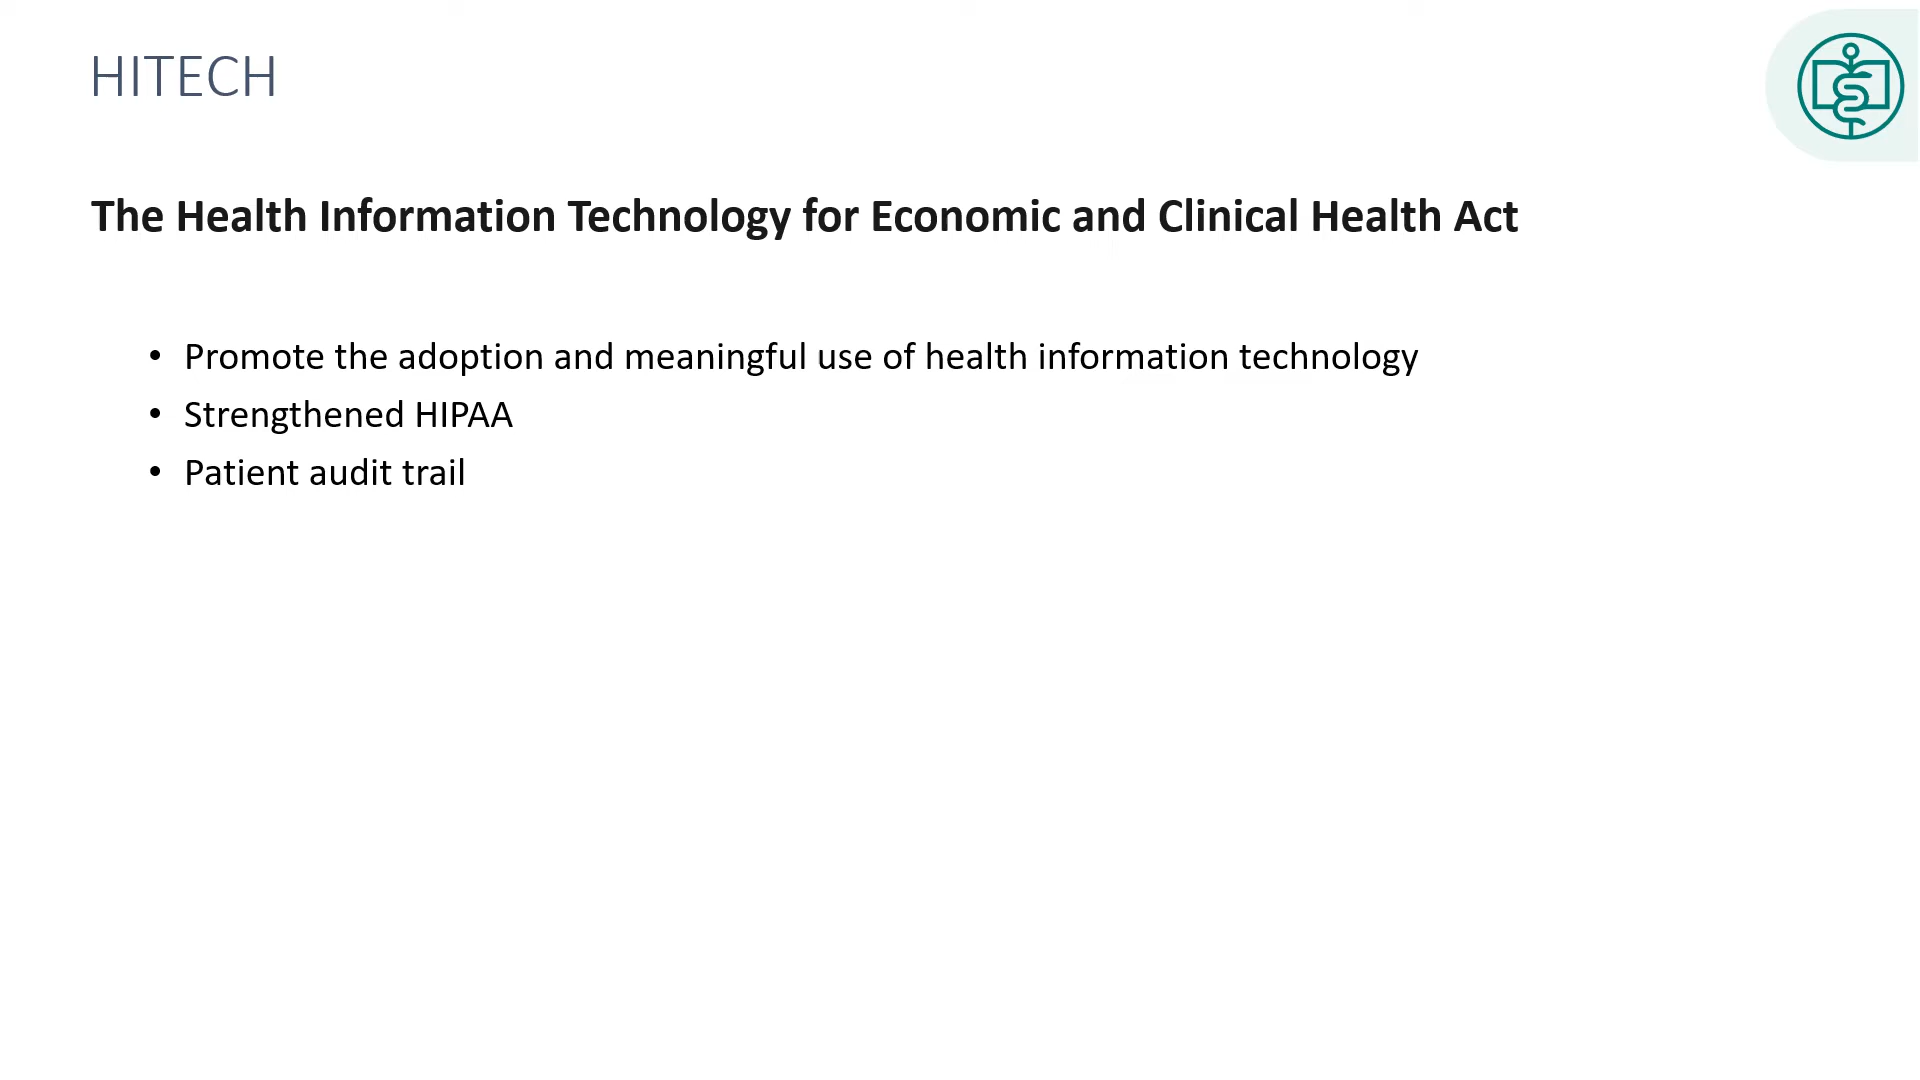 HITECH
The Health Information Technology for Economic and Clinical Health Act
• Promote the adoption and meaningful use of health information technology
• Strengthened HIPAA
• Patient audit trail